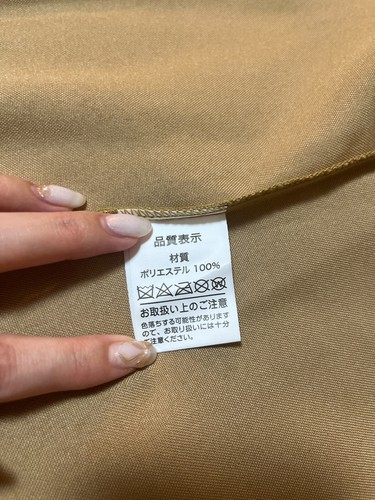 品質表示
材質
ポリエステル 100%
お取扱い上のご注意
色落ちする可能性があります
ので、お取り扱いには十分
ご注意ください。